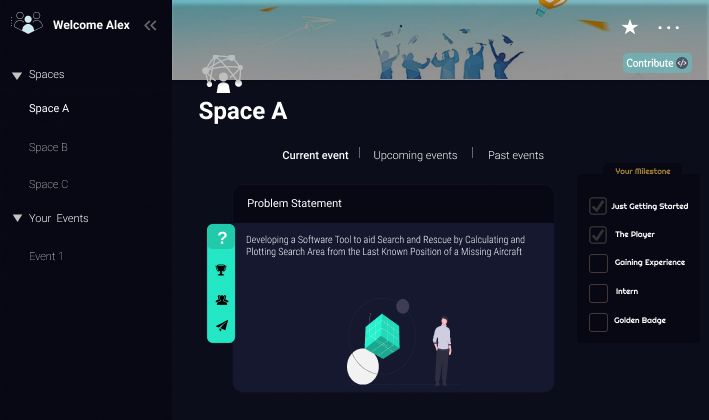 Welcome Alex
Contribute </>
Spaces
Space A
Space B
Space C
Your Events
Event 1
Space A
Current event | Upcoming events | Past events
Problem Statement
?
Developing a Software Tool to aid Search and Rescue by Calculating and
Plotting Search Area from the Last Known Position of a Missing Aircraft
Your Milestone
Just Getting Started
The Player
Gaining Experience
Intern
Golden Badge